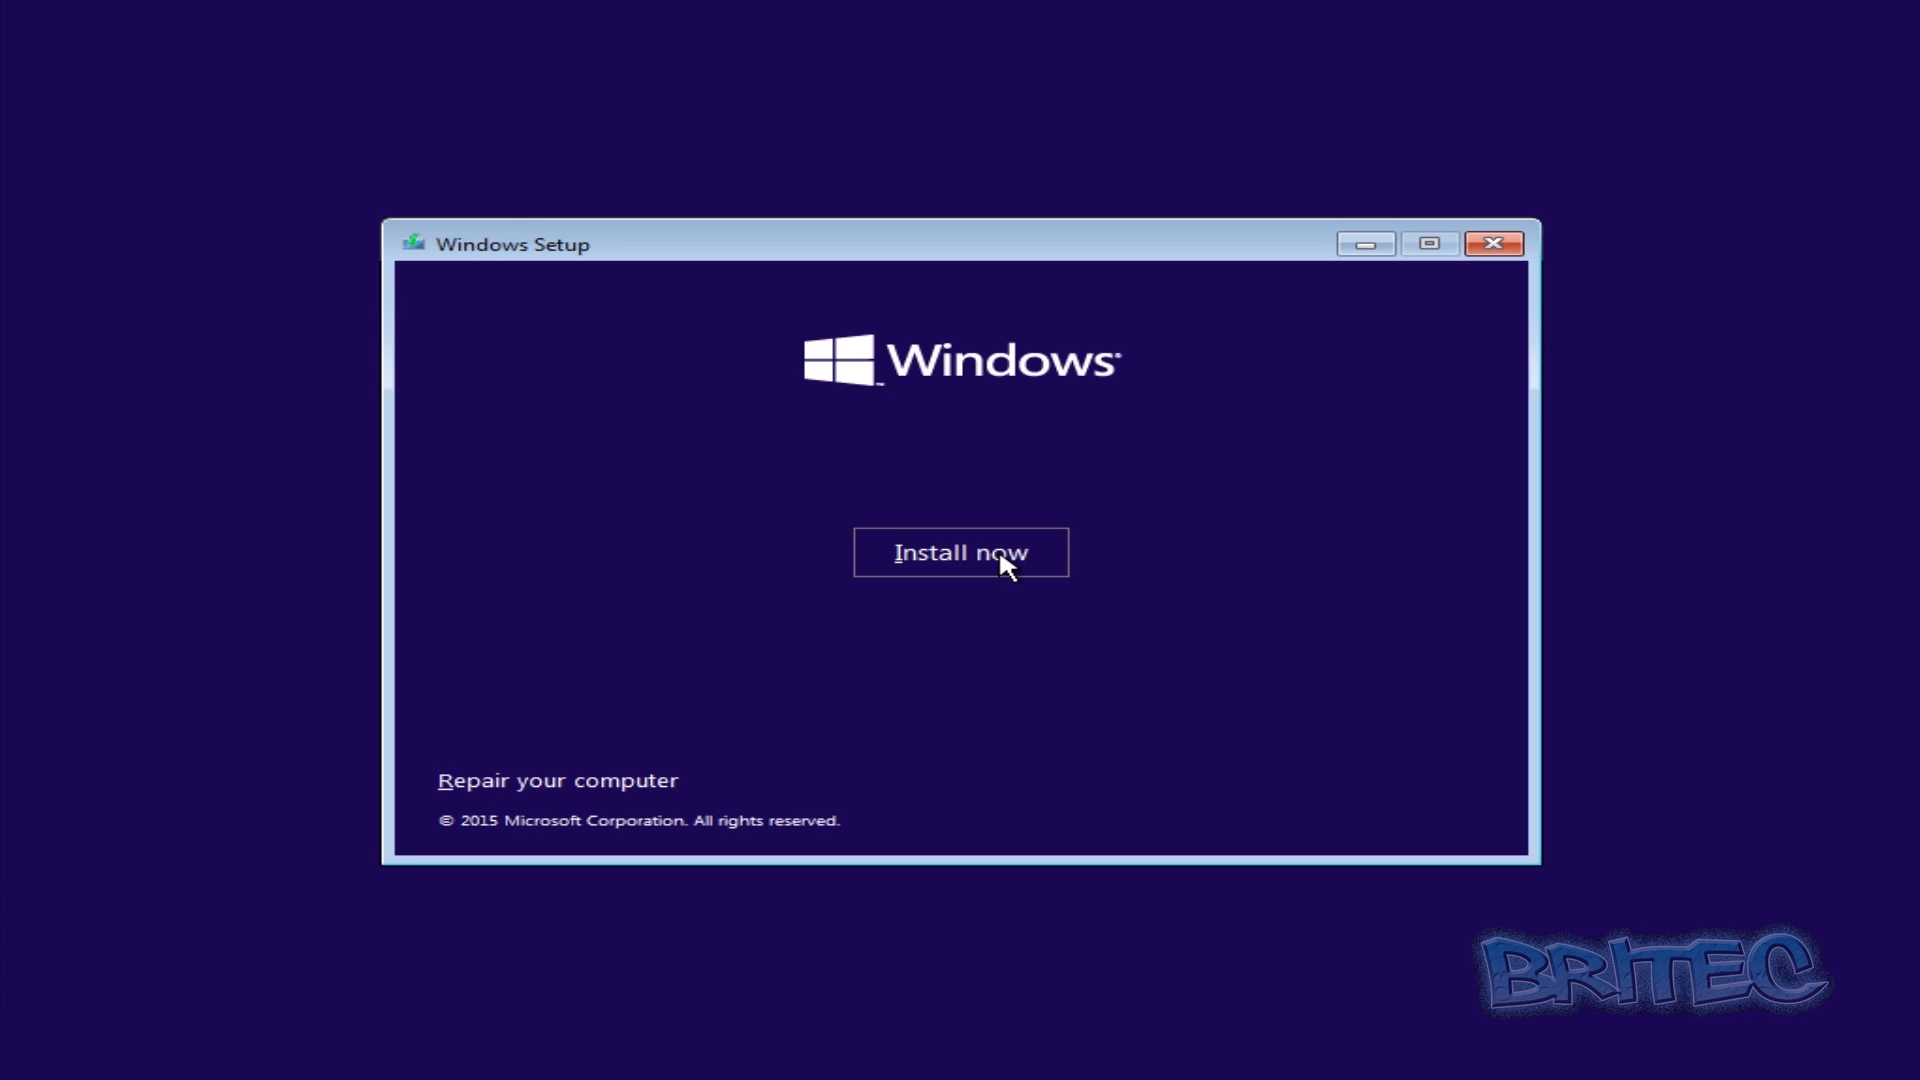 Windows Setup
Windows
Install now
Repair your computer
© 2015 Microsoft Corporation. All rights reserved.
BRITEC